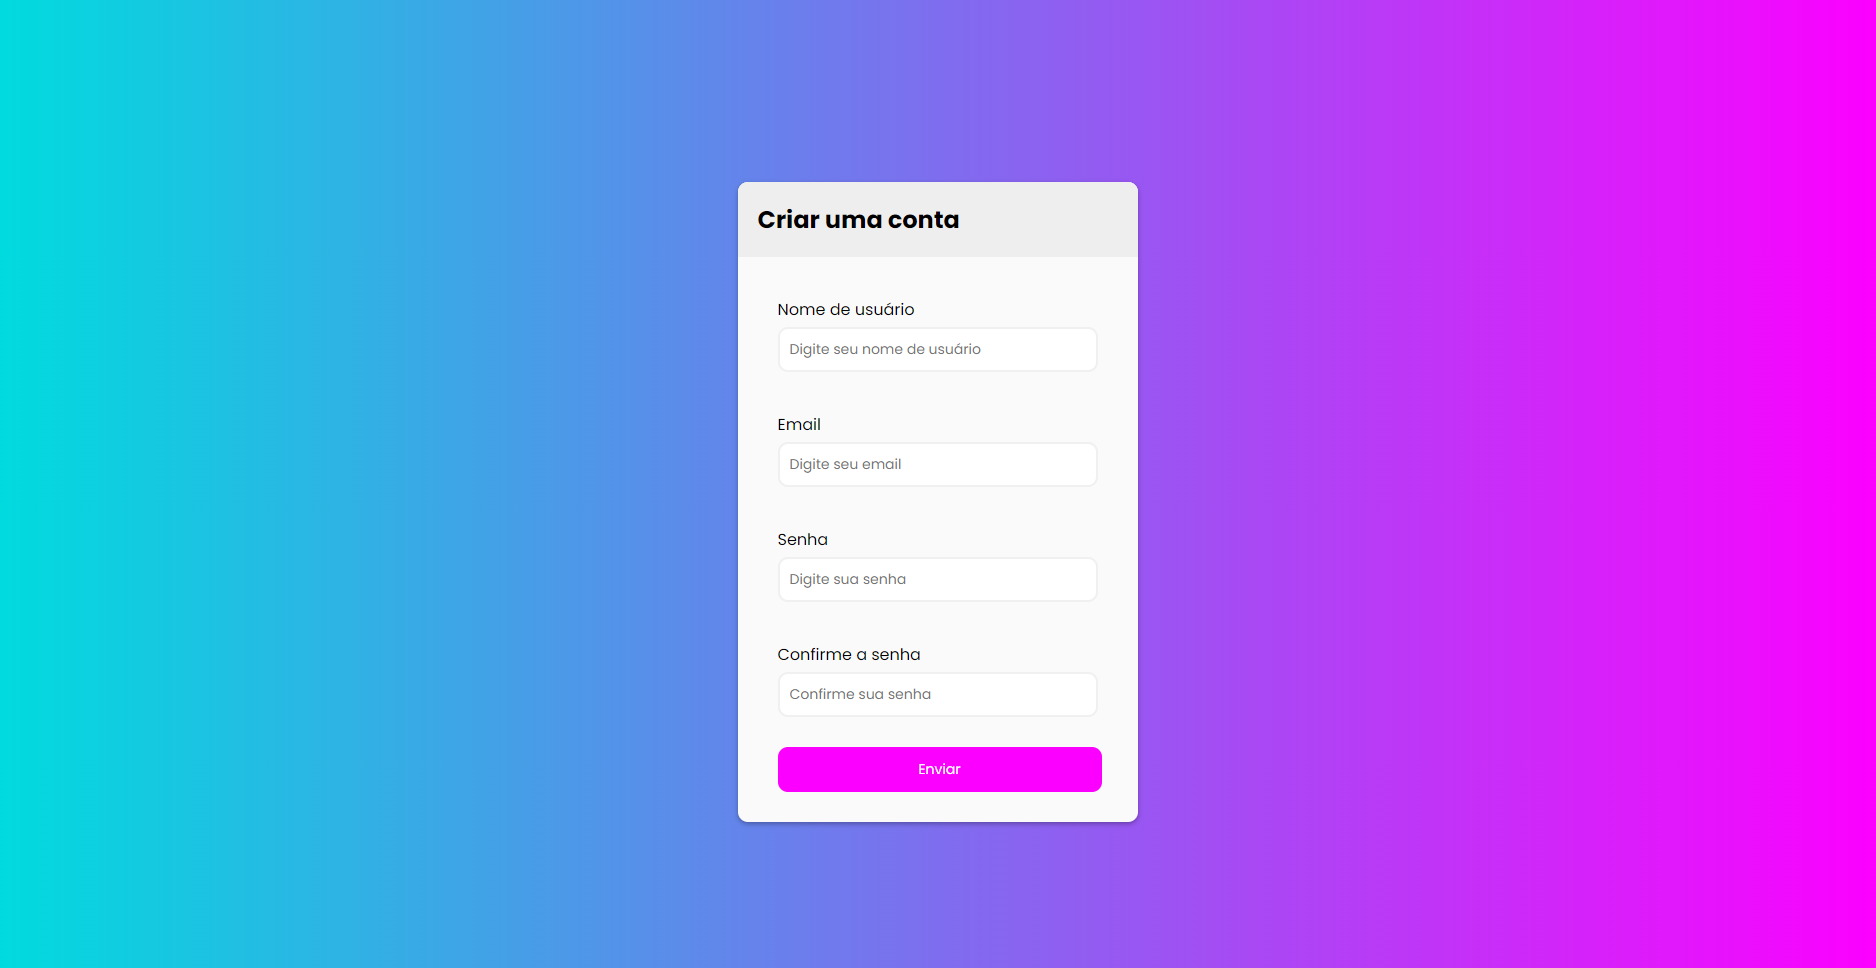 Criar uma conta
Nome de usuário
Digite seu nome de usuário
Email
Digite seu email
Senha
Digite sua senha
Confirme a senha
Confirme sua senha
Enviar